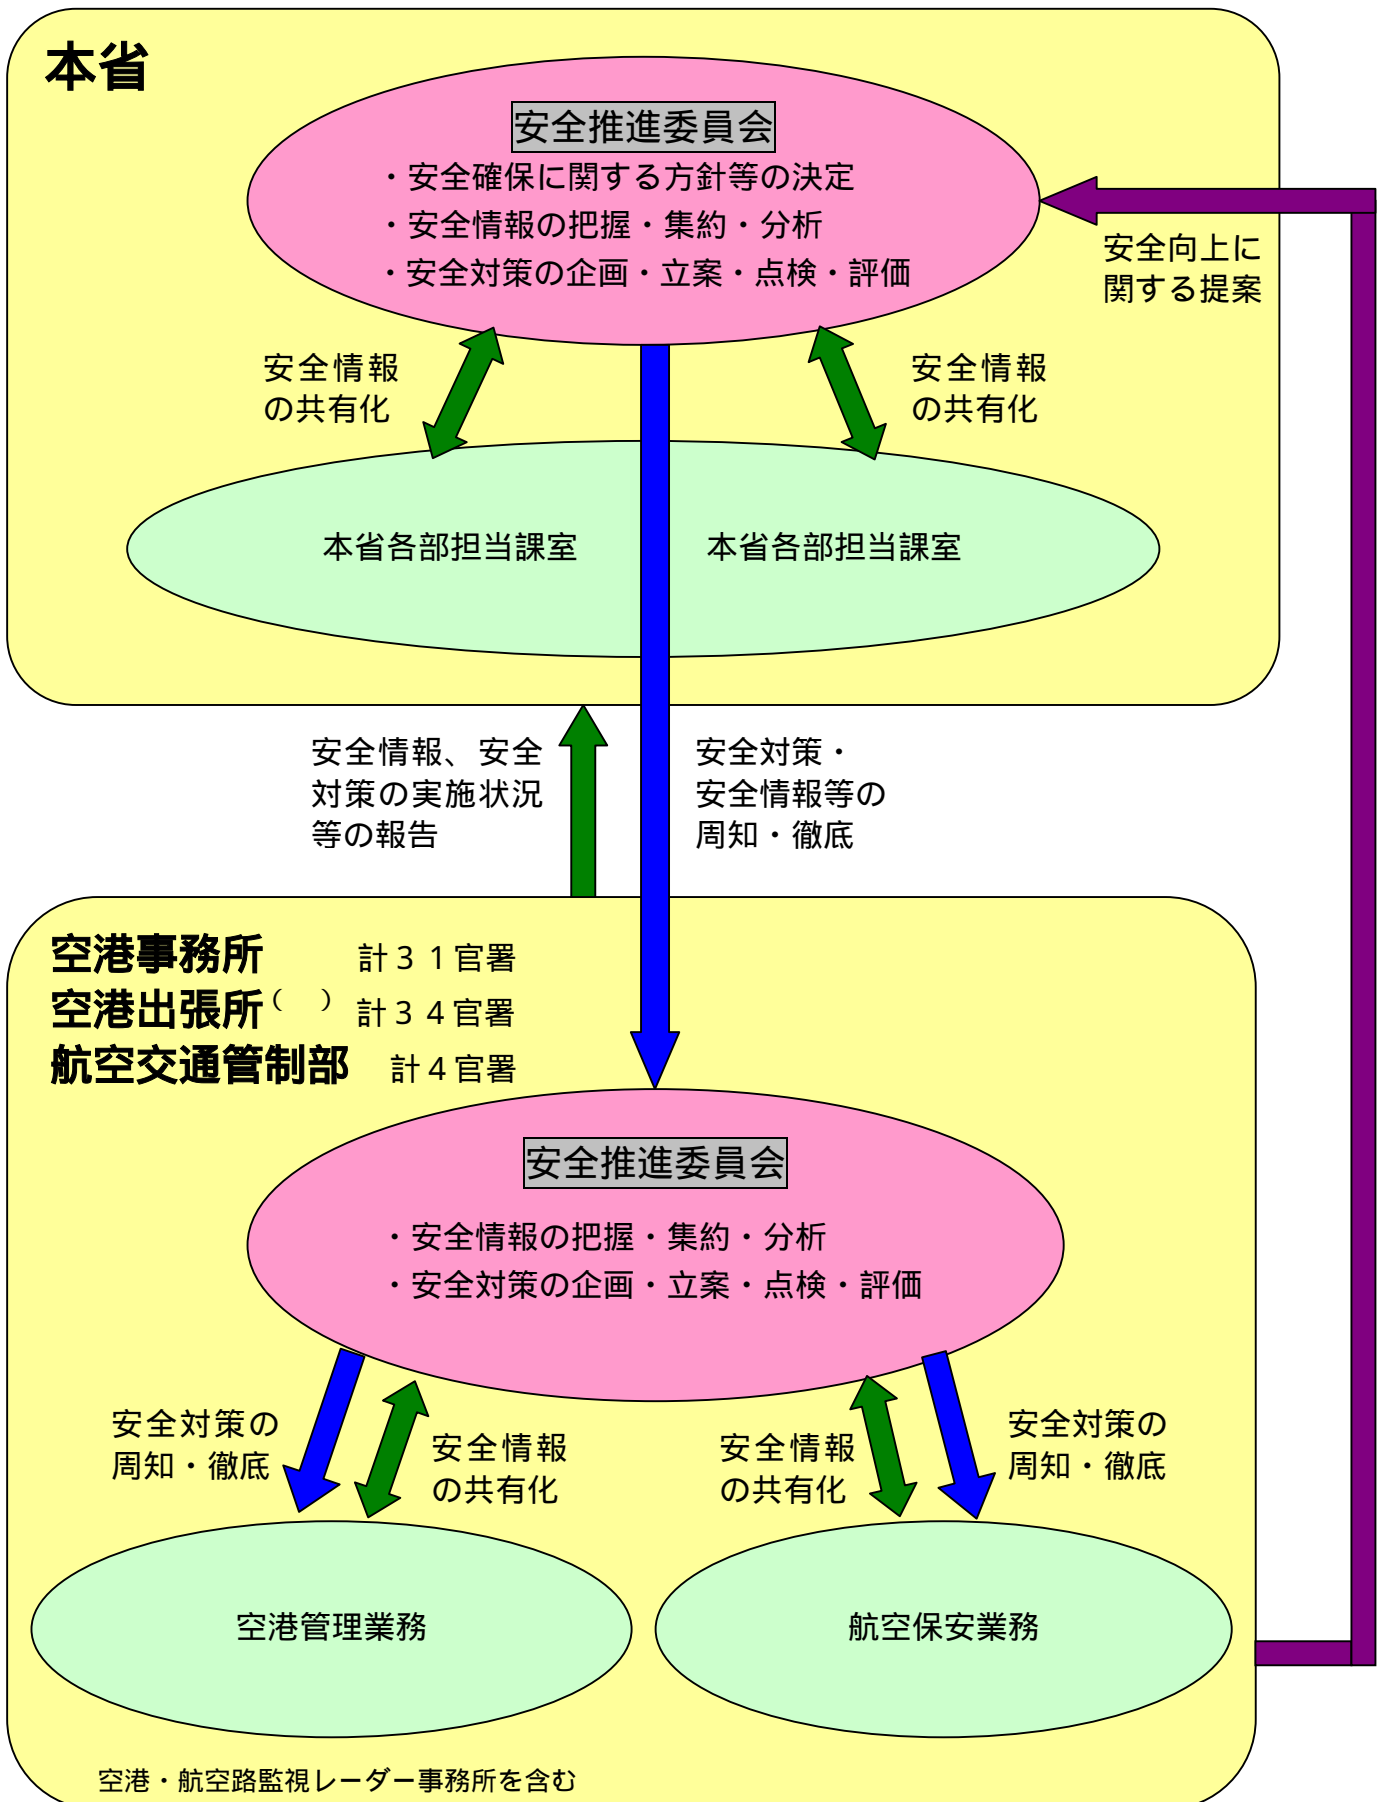 本省
安全推進委員会
・安全確保に関する方針等の決定
・安全情報の把握・集約・分析
・安全対策の企画・立案・点検・評価
安全向上に
関する提案
安全情報
の共有化
安全情報
の共有化
本省各部担当課室
本省各部担当課室
安全情報、安全
対策の実施状況
等の報告
安全対策・
安全情報等の
周知・徹底
空港事務所 計３１官署
空港出張所（ ） 計３４官署
航空交通管制部 計４官署
安全推進委員会
・安全情報の把握・集約・分析
・安全対策の企画・立案・点検・評価
安全対策の
周知・徹底
安全情報
の共有化
安全情報
の共有化
安全対策の
周知・徹底
空港管理業務
航空保安業務
空港・航空路監視レーダー事務所を含む